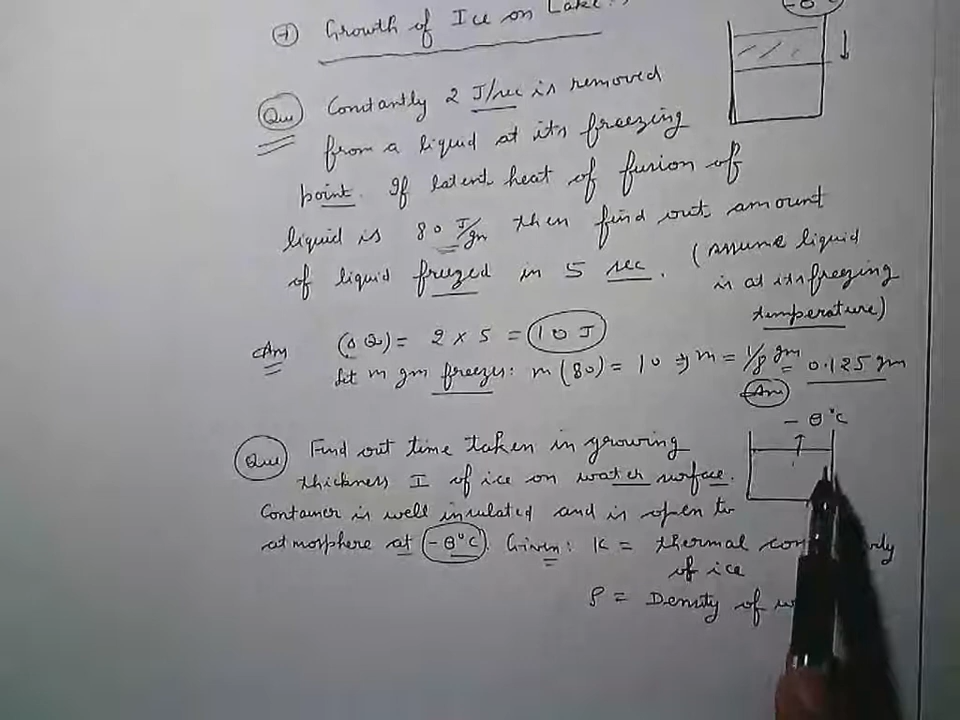 7 Growth of Ice on Lake :
- θ°C
Que Constantly 2 J/sec is removed
from a liquid at its freezing
point. If latent heat of fusion of
liquid is 80 J/gm then find out amount
of liquid freezed in 5 sec. (Assume liquid
is at its freezing
temperature)
Am (ΔQ) = 2 × 5 = 10 J
Let m gm freezes: m(80) = 10 ⇒ m = 1/8 gm = 0.125 gm
Am
- θ°C
Que Find out time taken in growing
thickness I of ice on water surface.
Container is well insulated and is open to
atmosphere at -θ°C. Given: K = thermal
of ice
ρ = Density of